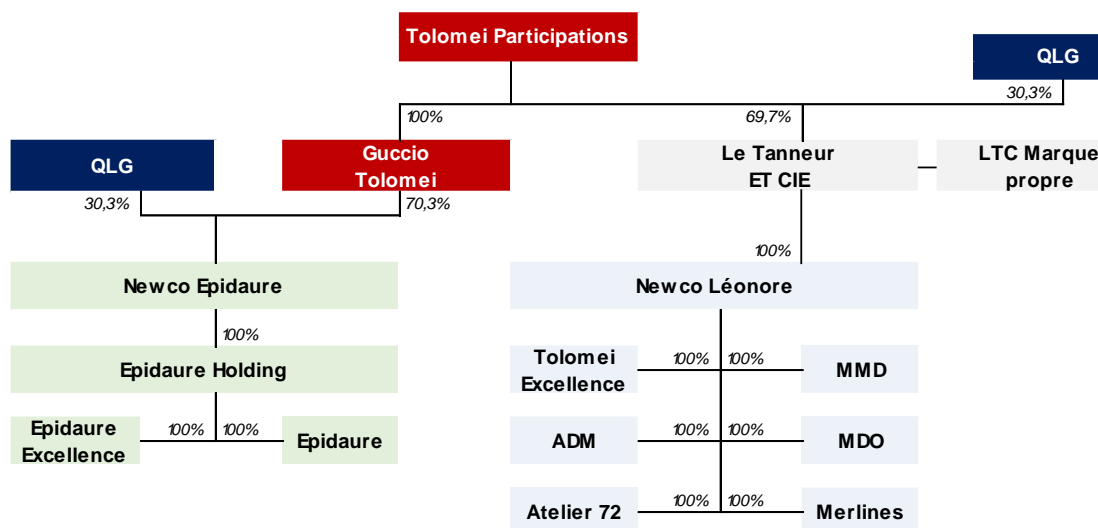 Tolomei Participations
QLG
30,3%
100%
69,7%
QLG
Guccio
Tolomei
Le Tanneur
ET CIE
LTC Marque
propre
30,3%
70,3%
100%
Newco Epidaure
Newco Léonore
100%
Epidaure Holding
Tolomei
Excellence
100%
100%
MMD
Epidaure
Excellence
100%
100%
Epidaure
ADM
100%
100%
MDO
Atelier 72
100%
100%
Merlines